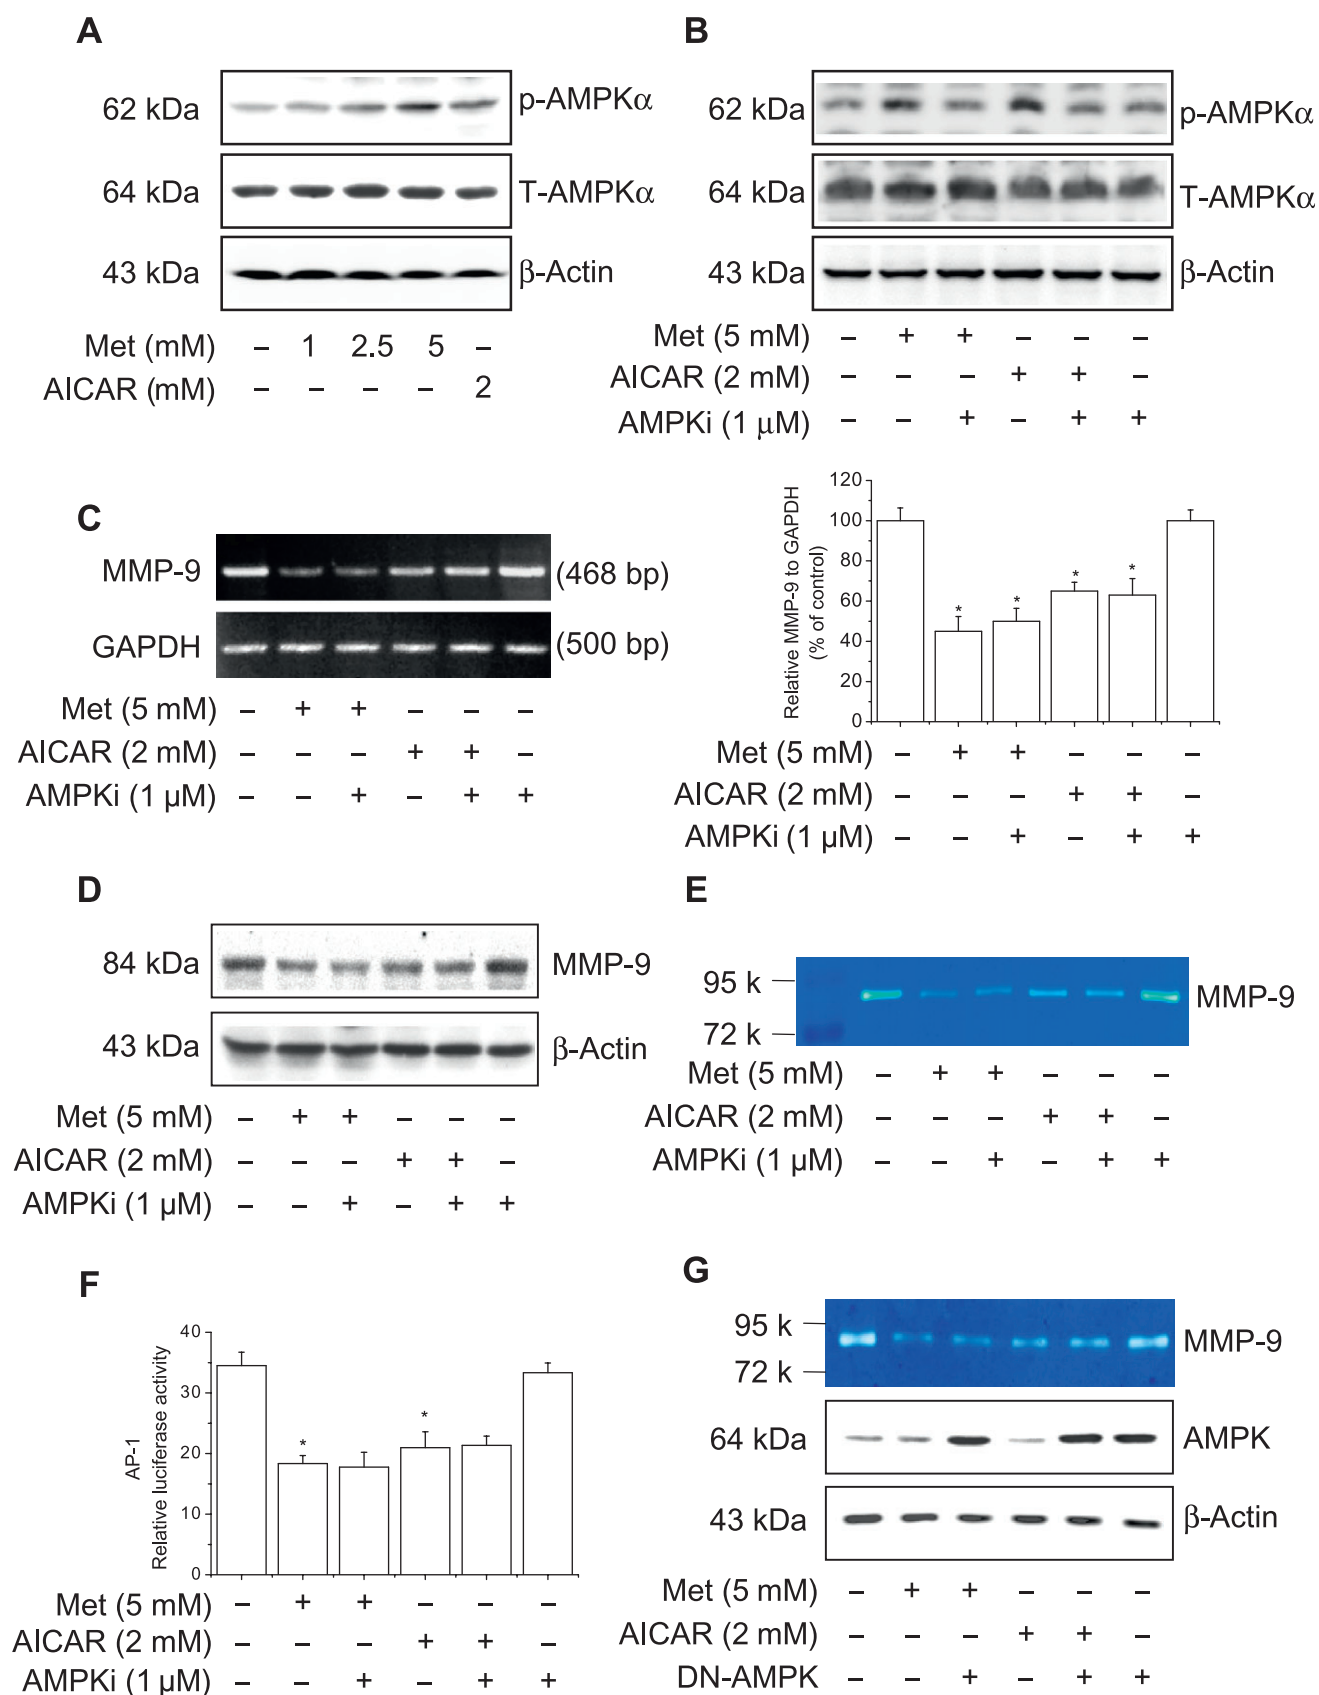 A
62 kDa p-AMPKα
64 kDa T-AMPKα
43 kDa β-Actin
Met (mM) – 1 2.5 5 –
AICAR (mM) – – – – 2
B
62 kDa p-AMPKα
64 kDa T-AMPKα
43 kDa β-Actin
Met (5 mM) – + + – – –
AICAR (2 mM) – – – + + –
AMPKi (1 μM) – – + – + +
C
MMP-9 (468 bp)
GAPDH (500 bp)
Met (5 mM) – + + – – –
AICAR (2 mM) – – – + + –
AMPKi (1 µM) – – + – + +
Relative MMP-9 to GAPDH
(% of control)
120
100
80
60
40
20
0
* * * *
Met (5 mM) – + + – – –
AICAR (2 mM) – – – + + –
AMPKi (1 µM) – – + – + +
D
84 kDa MMP-9
43 kDa β-Actin
Met (5 mM) – + + – – –
AICAR (2 mM) – – – + + –
AMPKi (1 µM) – – + – + +
E
95 k
MMP-9
72 k
Met (5 mM) – + + – – –
AICAR (2 mM) – – – + + –
AMPKi (1 µM) – – + – + +
F
AP-1
Relative luciferase activity
40
30
20
10
0
* *
Met (5 mM) – + + – – –
AICAR (2 mM) – – – + + –
AMPKi (1 µM) – – + – + +
G
95 k
MMP-9
72 k
64 kDa AMPK
43 kDa β-Actin
Met (5 mM) – + + – – –
AICAR (2 mM) – – – + + –
DN-AMPK – – + – + +